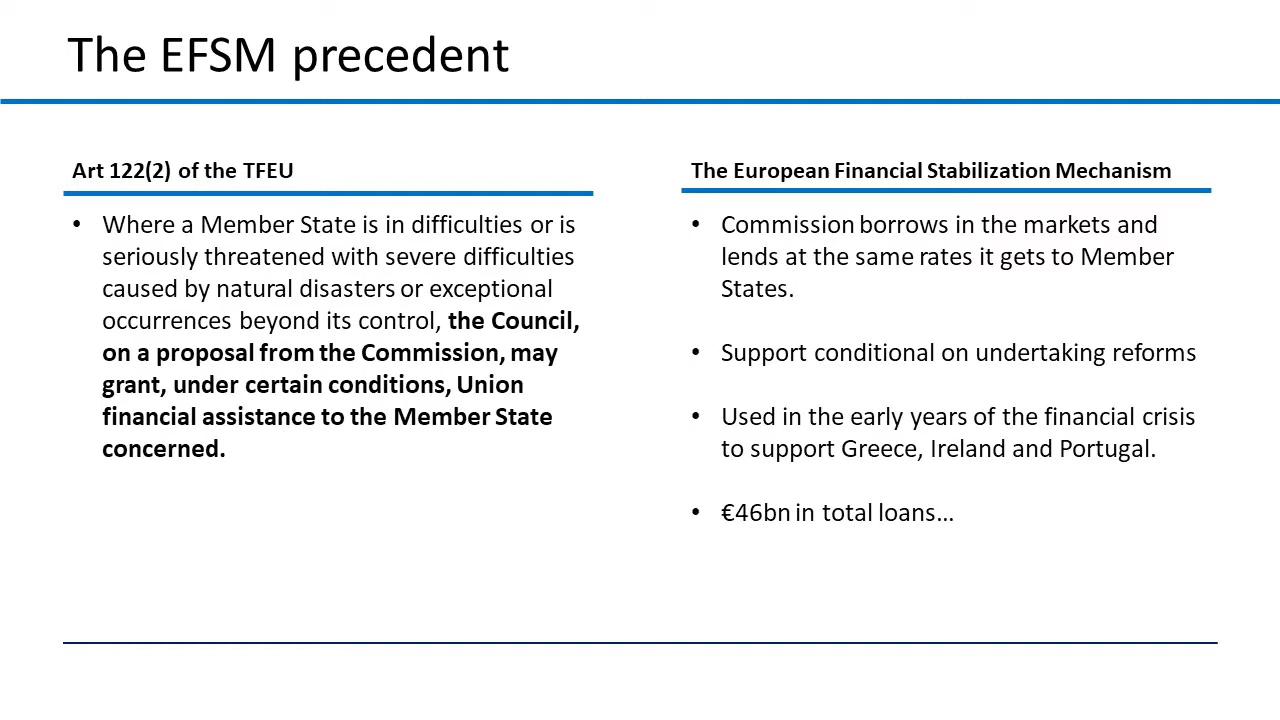 The EFSM precedent
Art 122(2) of the TFEU
• Where a Member State is in difficulties or is
seriously threatened with severe difficulties
caused by natural disasters or exceptional
occurrences beyond its control, the Council,
on a proposal from the Commission, may
grant, under certain conditions, Union
financial assistance to the Member State
concerned.
The European Financial Stabilization Mechanism
• Commission borrows in the markets and
lends at the same rates it gets to Member
States.
• Support conditional on undertaking reforms
• Used in the early years of the financial crisis
to support Greece, Ireland and Portugal.
• €46bn in total loans…